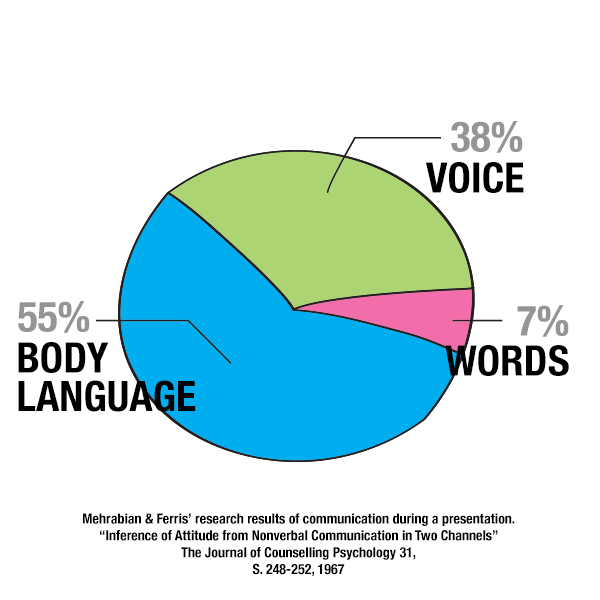 38%
VOICE
55%
BODY
LANGUAGE
7%
WORDS
Mehrabian & Ferris’ research results of communication during a presentation.
“Inference of Attitude from Nonverbal Communication in Two Channels”
The Journal of Counselling Psychology 31,
S. 248-252, 1967